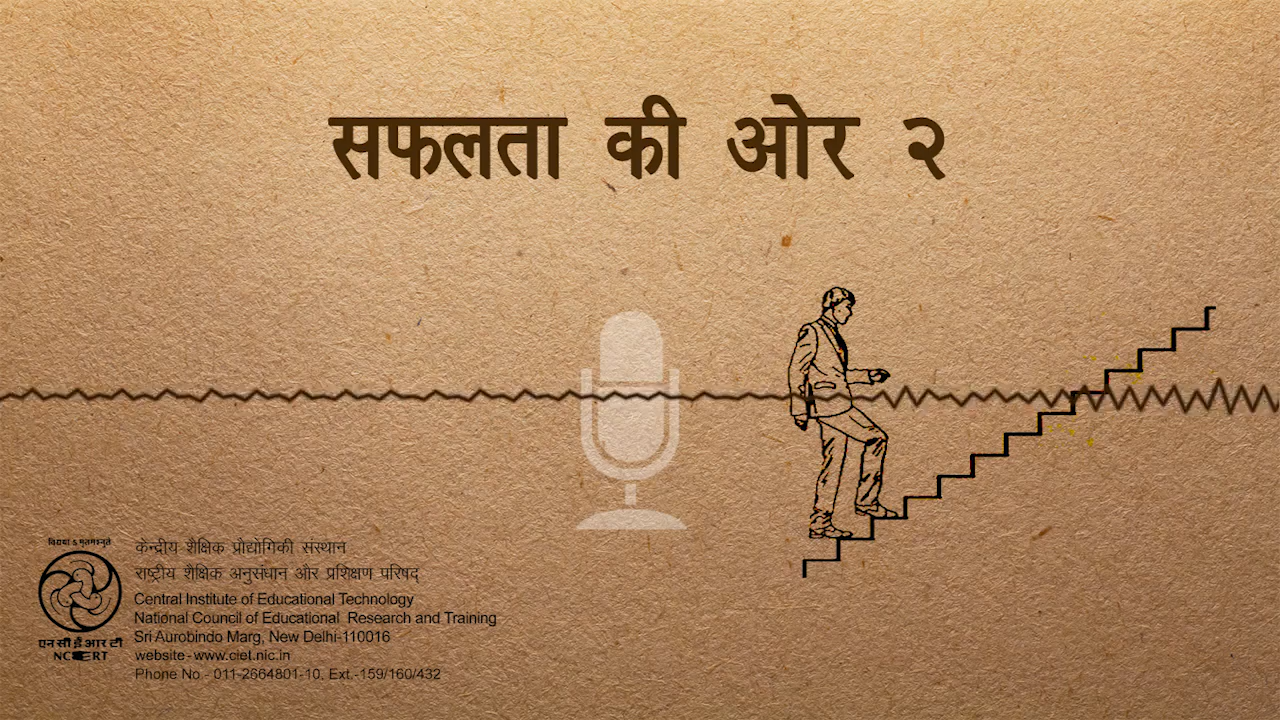 सफलता की ओर २
विद्यया ऽ मृतमश्नुते
एन सी ई आर टी
NCERT
केन्द्रीय शैक्षिक प्रौद्योगिकी संस्थान
राष्ट्रीय शैक्षिक अनुसंधान और प्रशिक्षण परिषद्
Central Institute of Educational Technology
National Council of Educational Research and Training
Sri Aurobindo Marg, New Delhi-110016
website - www.ciet.nic.in
Phone No - 011-2664801-10, Ext.-159/160/432